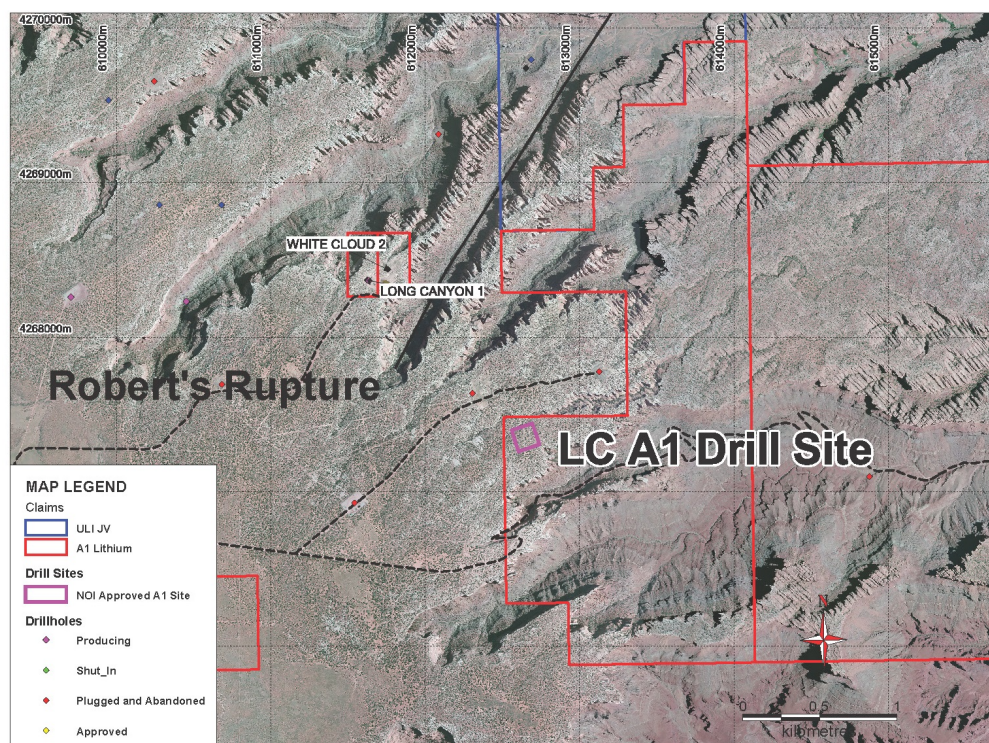 4270000m
610000m
611000m
612000m
613000m
614000m
615000m
4269000m
WHITE CLOUD 2
LONG CANYON 1
4268000m
Robert's Rupture
LC A1 Drill Site
MAP LEGEND
Claims
ULI JV
A1 Lithium
Drill Sites
NOI Approved A1 Site
Drillholes
Producing
Shut_In
Plugged and Abandoned
Approved
N
0
0.5
1
kilometre